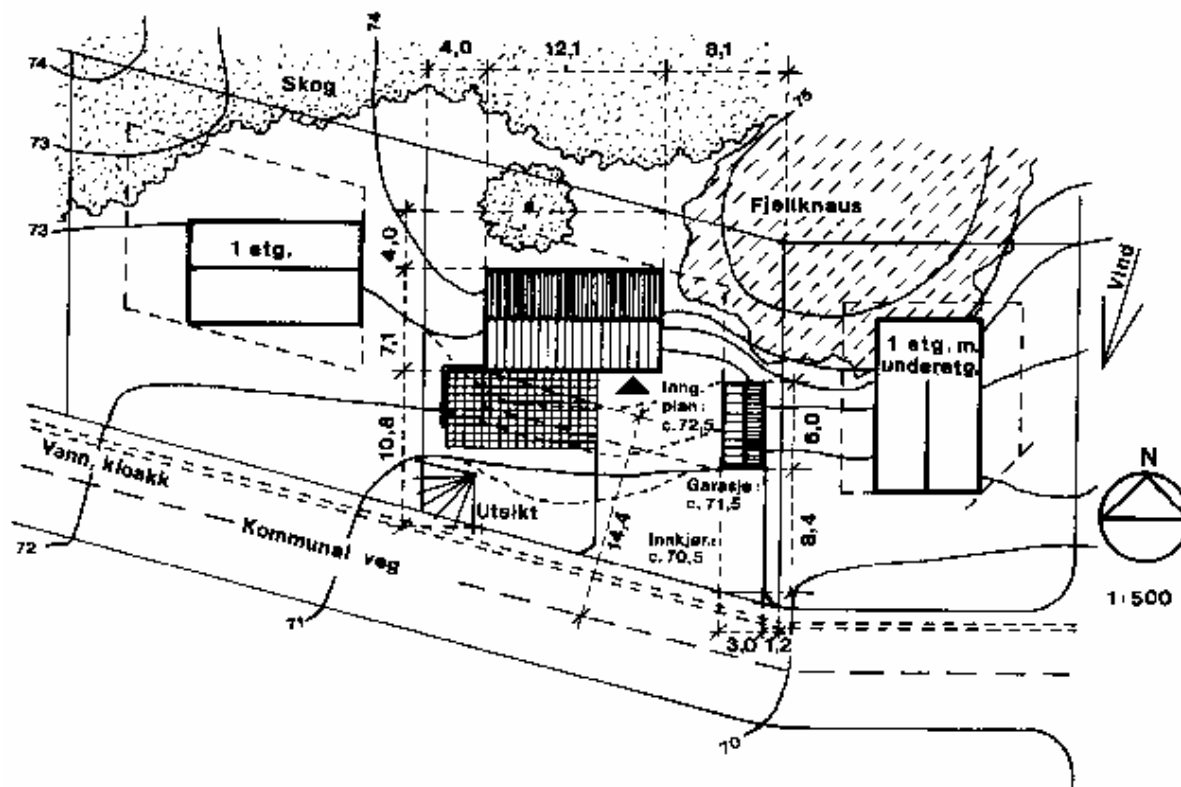 74
4,0
12,1
8,1
74
Skog
75
73
Fjellknaus
73
1 etg.
4,0
Vind
7,1
1 etg. m.
underetg.
Inng.
plan:
c. 72,5
10,8
6,0
Vann, kloakk
N
Garasje:
c. 71,5
Utsikt
14,4
8,4
Kommunal veg
Innkjør.:
c. 70,5
72
1:500
71
3,0
1,2
70